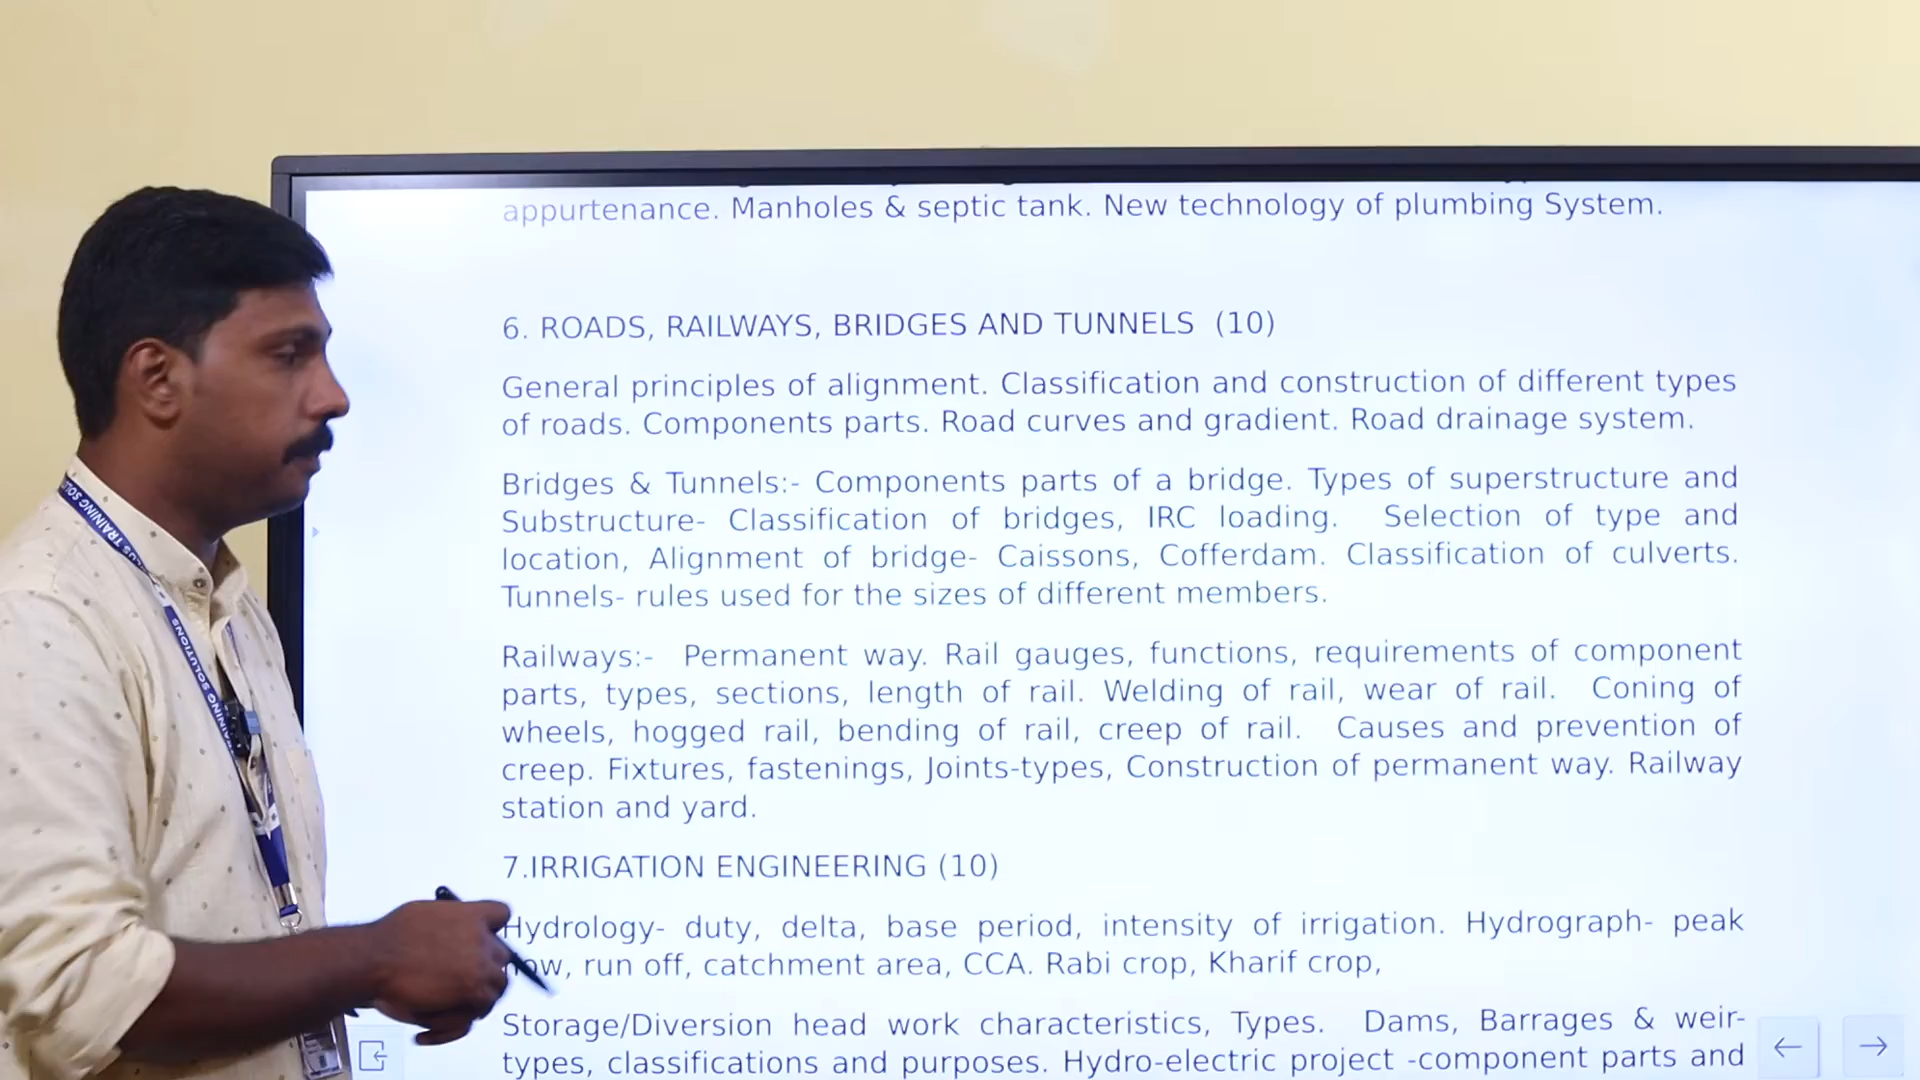 appurtenance. Manholes & septic tank. New technology of plumbing System.
6. ROADS, RAILWAYS, BRIDGES AND TUNNELS (10)
General principles of alignment. Classification and construction of different types
of roads. Components parts. Road curves and gradient. Road drainage system.
Bridges & Tunnels:- Components parts of a bridge. Types of superstructure and
Substructure- Classification of bridges, IRC loading. Selection of type and
location, Alignment of bridge- Caissons, Cofferdam. Classification of culverts.
Tunnels- rules used for the sizes of different members.
Railways:- Permanent way. Rail gauges, functions, requirements of component
parts, types, sections, length of rail. Welding of rail, wear of rail. Coning of
wheels, hogged rail, bending of rail, creep of rail. Causes and prevention of
creep. Fixtures, fastenings, Joints-types, Construction of permanent way. Railway
station and yard.
7.IRRIGATION ENGINEERING (10)
Hydrology- duty, delta, base period, intensity of irrigation. Hydrograph- peak
run off, catchment area, CCA. Rabi crop, Kharif crop,
Storage/Diversion head work characteristics, Types. Dams, Barrages & weir-
types, classifications and purposes. Hydro-electric project -component parts and
TRAINING SOLU
SOLUTIONS